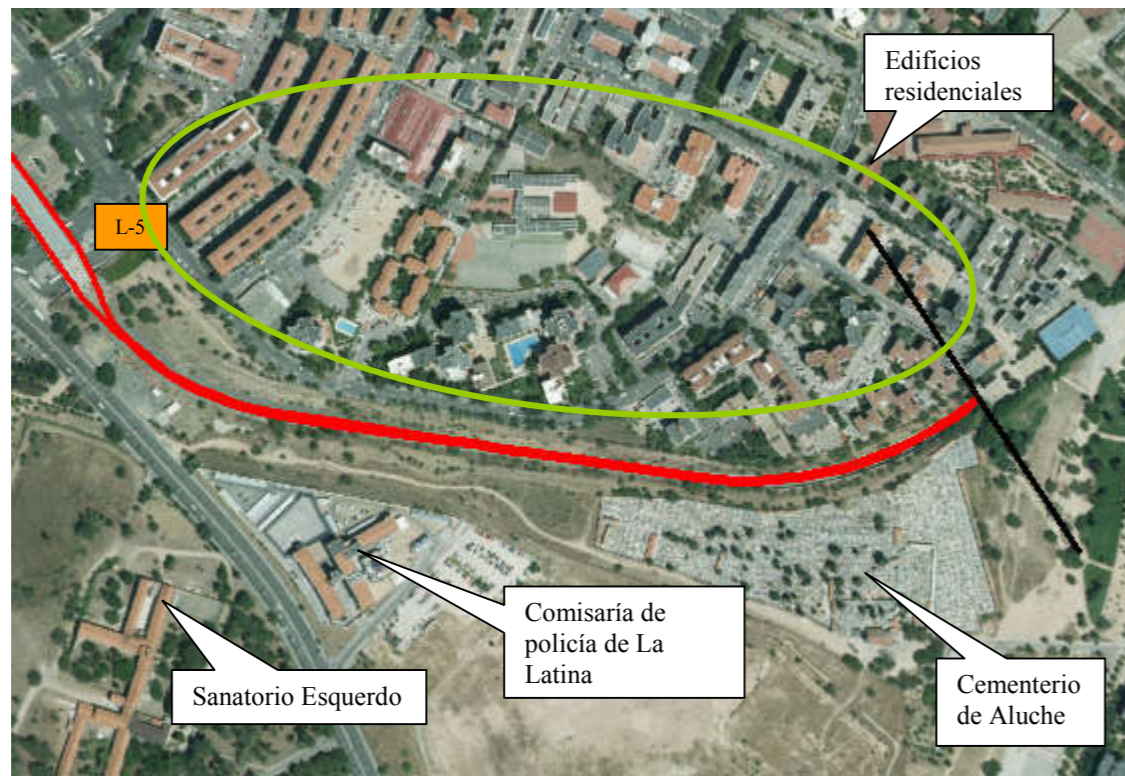 Edificios
residenciales
L-5
Comisaría de
policía de La
Latina
Sanatorio Esquerdo
Cementerio
de Aluche